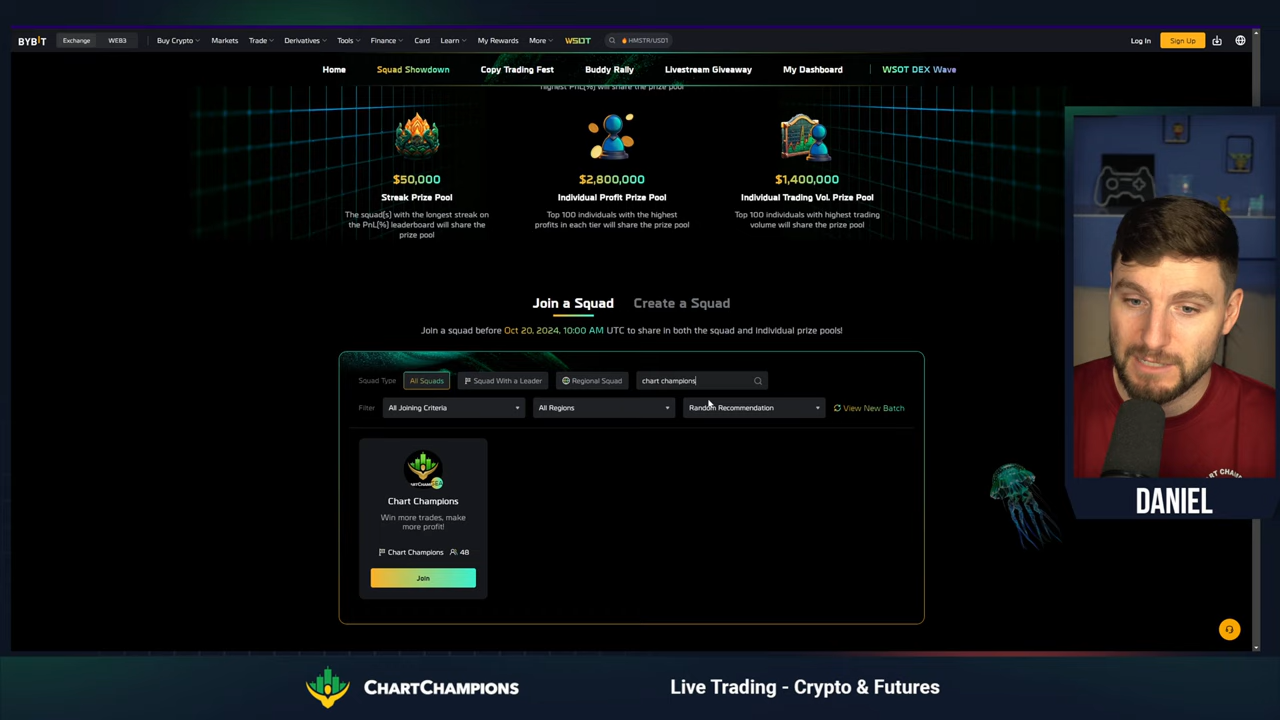 BYBIT Exchange WEB3 Buy Crypto Markets Trade Derivatives Tools Finance Card Learn My Rewards More WSOT HMSTR/USD1 Log In Sign Up
Home Squad Showdown Copy Trading Fest Buddy Rally Livestream Giveaway My Dashboard WSOT DEX Wave
highest PnL(%) will share the prize pool
$50,000
Streak Prize Pool
The squad[s] with the longest streak
on the PnL(%) leaderboard will share the
prize pool
$2,800,000
Individual Profit Prize Pool
Top 100 individuals with the highest
profits in each tier will share the prize pool
$1,400,000
Individual Trading Vol. Prize Pool
Top 100 individuals with high trading
volume will share the prize pool
Join a Squad Create a Squad
Join a squad before Oct 20, 2024, 10:00 AM UTC to share in both the squad and individual prize pools!
Squad Type All Squads Squad With a Leader Regional Squad chart champions
Filter All Joining Criteria All Regions Random Recommendation View New Batch
Chart Champions
Win more trades, make
more profit!
Chart Champions 48
Join
DANIEL
CHARTCHAMPIONS
Live Trading - Crypto & Futures